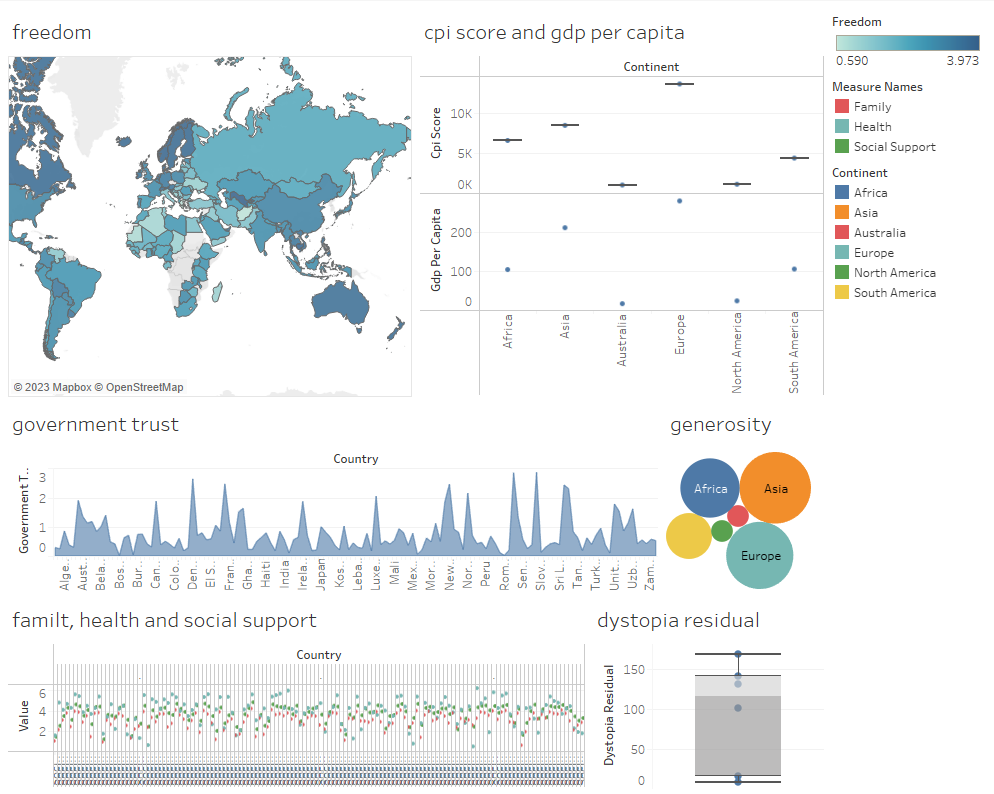 freedom
© 2023 Mapbox © OpenStreetMap
cpi score and gdp per capita
Continent
Cpi Score
10K
5K
0K
Gdp Per Capita
200
100
0
Africa
Asia
Australia
Europe
North America
South America
Freedom
0.590 3.973
Measure Names
Family
Health
Social Support
Continent
Africa
Asia
Australia
Europe
North America
South America
government trust
Country
Government T..
3
2
1
0
Alge..
Aust..
Bela..
Bos..
Bur..
Can..
Colo..
Den..
El S..
Fran..
Gha..
Haiti
India
Irela..
Japan
Kos..
Leba..
Luxe..
Mali
Mex..
Mor..
New..
Nor..
Peru
Rom..
Sen..
Slov..
Sri L..
Tan..
Turk..
Unit..
Uzb..
Zam..
generosity
Africa
Asia
Europe
familt, health and social support
Country
Value
6
4
2
dystopia residual
Dystopia Residual
150
100
50
0